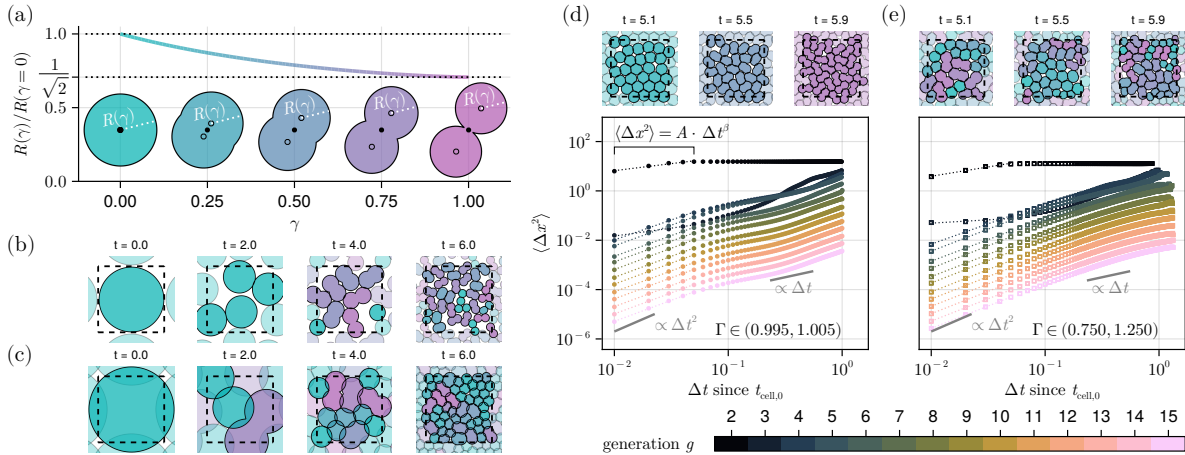 (a)
R(γ)/R(γ=0)
1.0
1/√2
0.5
0.0
R(γ)
R(γ)
R(γ)
R(γ)
R(γ)
0.00 0.25 0.50 0.75 1.00
γ
(b)
t = 0.0 t = 2.0 t = 4.0 t = 6.0
(c)
t = 0.0 t = 2.0 t = 4.0 t = 6.0
(d)
t = 5.1 t = 5.5 t = 5.9
⟨Δx²⟩ = A · Δt^β
⟨Δx²⟩
10²
10⁰
10⁻²
10⁻⁴
10⁻⁶
∝ Δt
∝ Δt²
Γ ∈ (0.995, 1.005)
10⁻² 10⁻¹ 10⁰
Δt since t_cell,0
(e)
t = 5.1 t = 5.5 t = 5.9
∝ Δt
∝ Δt²
Γ ∈ (0.750, 1.250)
10⁻² 10⁻¹ 10⁰
Δt since t_cell,0
2 3 4 5 6 7 8 9 10 11 12 13 14 15
generation g